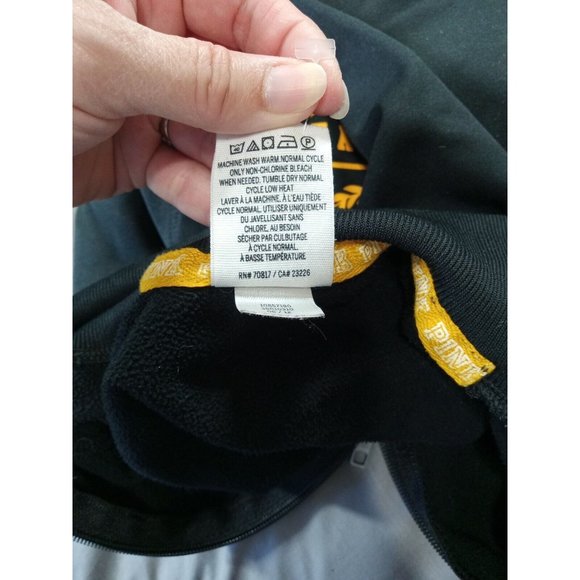 MACHINE WASH WARM. NORMAL CYCLE
ONLY NON-CHLORINE BLEACH
WHEN NEEDED. TUMBLE DRY NORMAL
CYCLE LOW HEAT
LAVER À LA MACHINE, À L'EAU TIÈDE
CYCLE NORMAL. UTILISER UNIQUEMENT
DU JAVELLISANT SANS
CHLORE, AU BESOIN
SÉCHER PAR CULBUTAGE
À CYCLE NORMAL,
À BASSE TEMPÉRATURE
RN# 70817 / CA# 23226
PINK
PINK
PINK